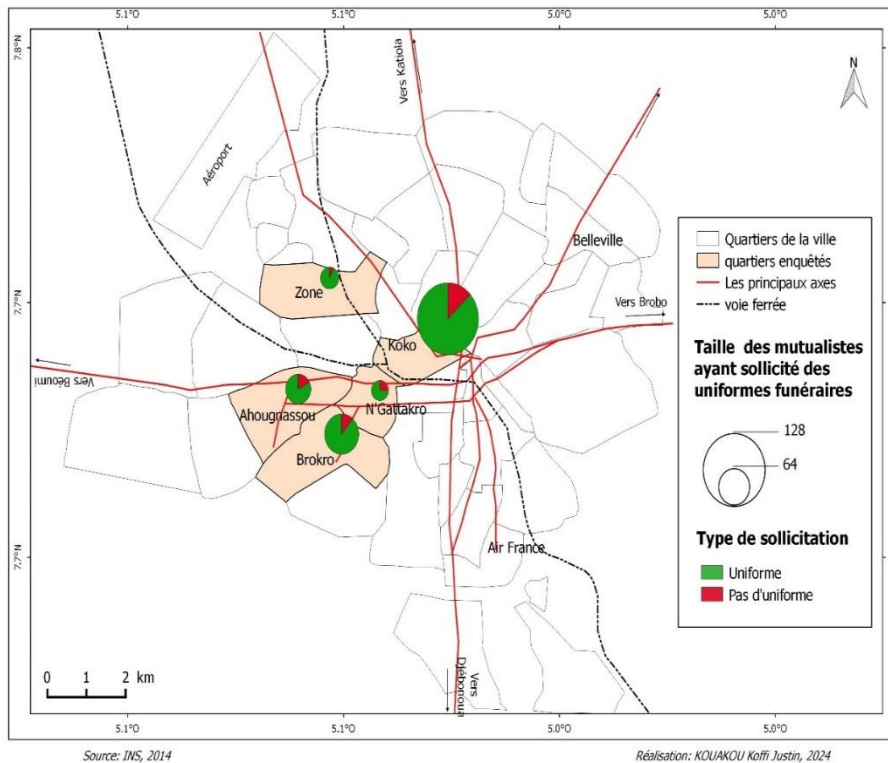 5.1°O 5.1°O 5.0°O 5.0°O
7.8°N
7.7°N
7.7°N
N
Aéroport
Vers Katiola
Belleville
Vers Brobo
Zone
Koko
Vers Béoumi
Ahougnassou
N'Gattakro
Brokro
Air France
Vers
Djébonoua
0 1 2 km
5.1°O 5.1°O 5.0°O 5.0°O
Quartiers de la ville
quartiers enquêtés
Les principaux axes
voie ferrée
Taille des mutualistes
ayant sollicité des
uniformes funéraires
128
64
Type de sollicitation
Uniforme
Pas d'uniforme
Source: INS, 2014
Réalisation: KOUAKOU Koffi Justin, 2024